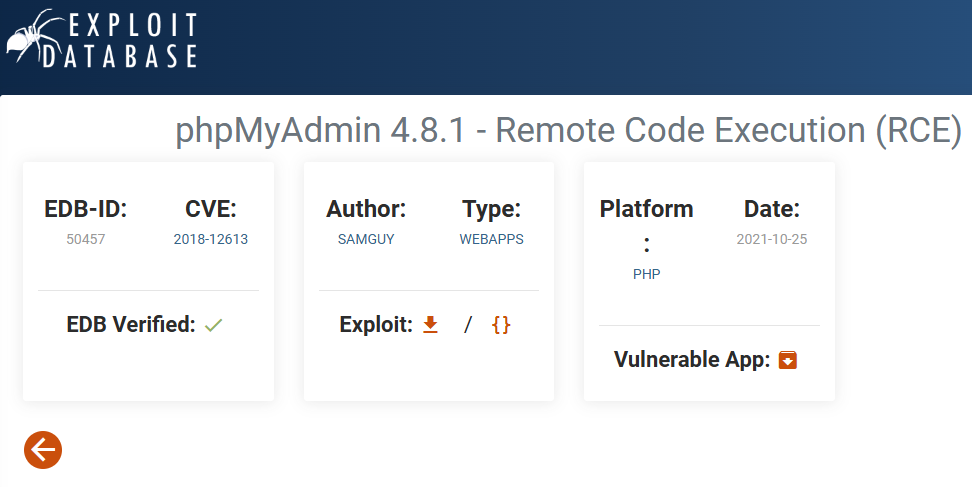 EXPLOIT
DATABASE
phpMyAdmin 4.8.1 - Remote Code Execution (RCE)
EDB-ID:
50457
CVE:
2018-12613
EDB Verified:
Author:
SAMGUY
Type:
WEBAPPS
Exploit: / {}
Platform
:
PHP
Date:
2021-10-25
Vulnerable App: